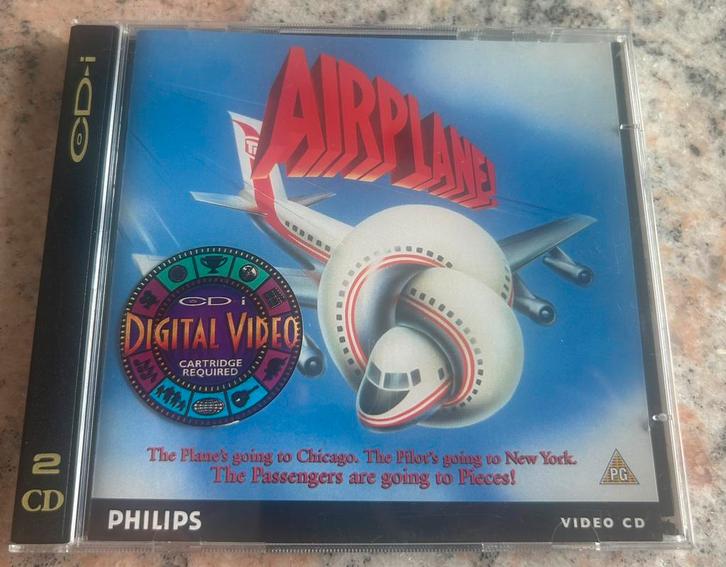 CD-i
AIRPLANE!
CD-i
DIGITAL VIDEO
CARTRIDGE
REQUIRED
The Plane's going to Chicago. The Pilot's going to New York.
The Passengers are going to Pieces!
PG
2
CD
PHILIPS
VIDEO CD